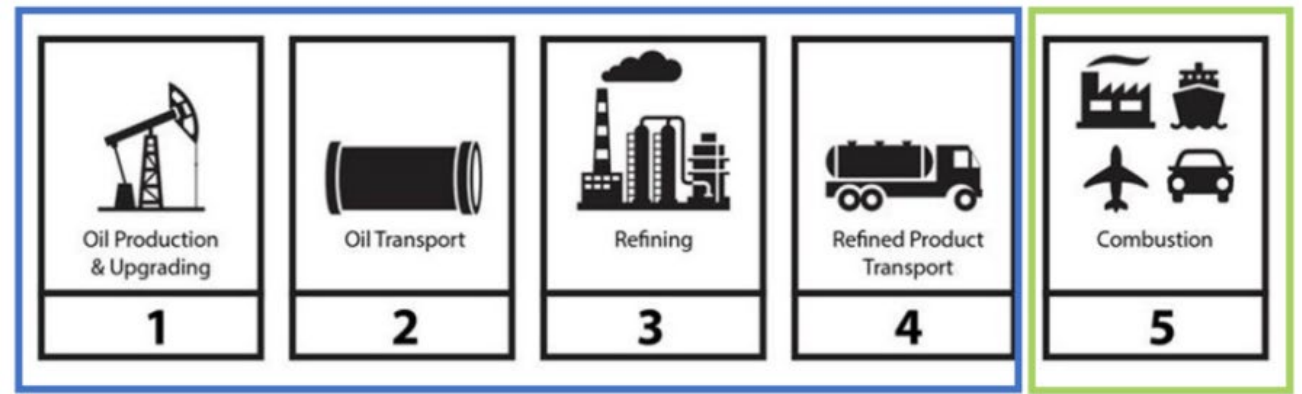 Oil Production
& Upgrading
1
Oil Transport
2
Refining
3
Refined Product
Transport
4
Combustion
5